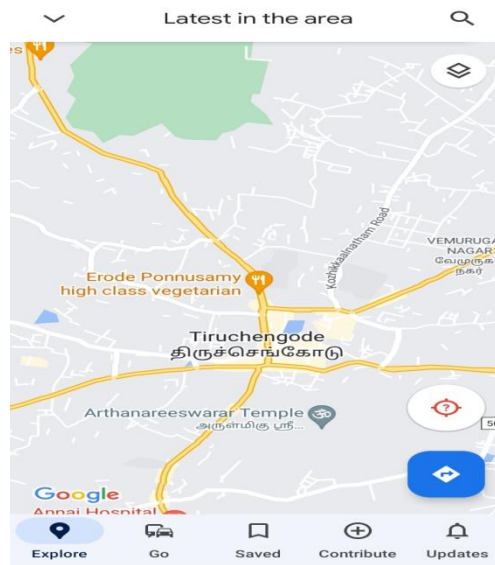 Latest in the area
es
Kozhikkaalnatham Road
VEMURUGA
NAGAR
வேமுருக
நகர்
Erode Ponnusamy
high class vegetarian
Tiruchengode
திருச்செங்கோடு
Arthanareeswarar Temple
அருள்மிகு ஸ்ரீ...
?
Google
Annai Hospital
Explore
Go
Saved
Contribute
Updates